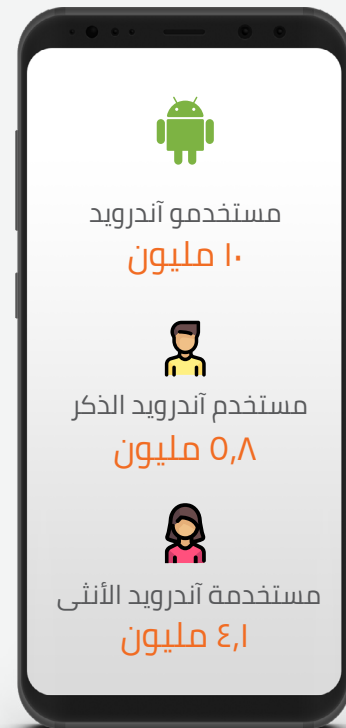 مستخدمو آندرويد
١٠ مليون
مستخدم آندرويد الذكر
٥,٨ مليون
مستخدمة آندرويد الأنثى
٤,١ مليون